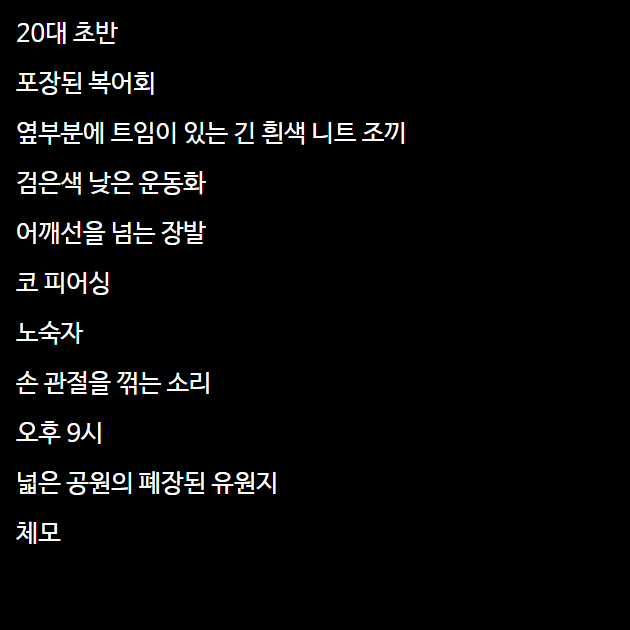 20대 초반
포장된 복어회
옆부분에 트임이 있는 긴 흰색 니트 조끼
검은색 낮은 운동화
어깨선을 넘는 장발
코 피어싱
노숙자
손 관절을 꺾는 소리
오후 9시
넓은 공원의 폐장된 유원지
체모